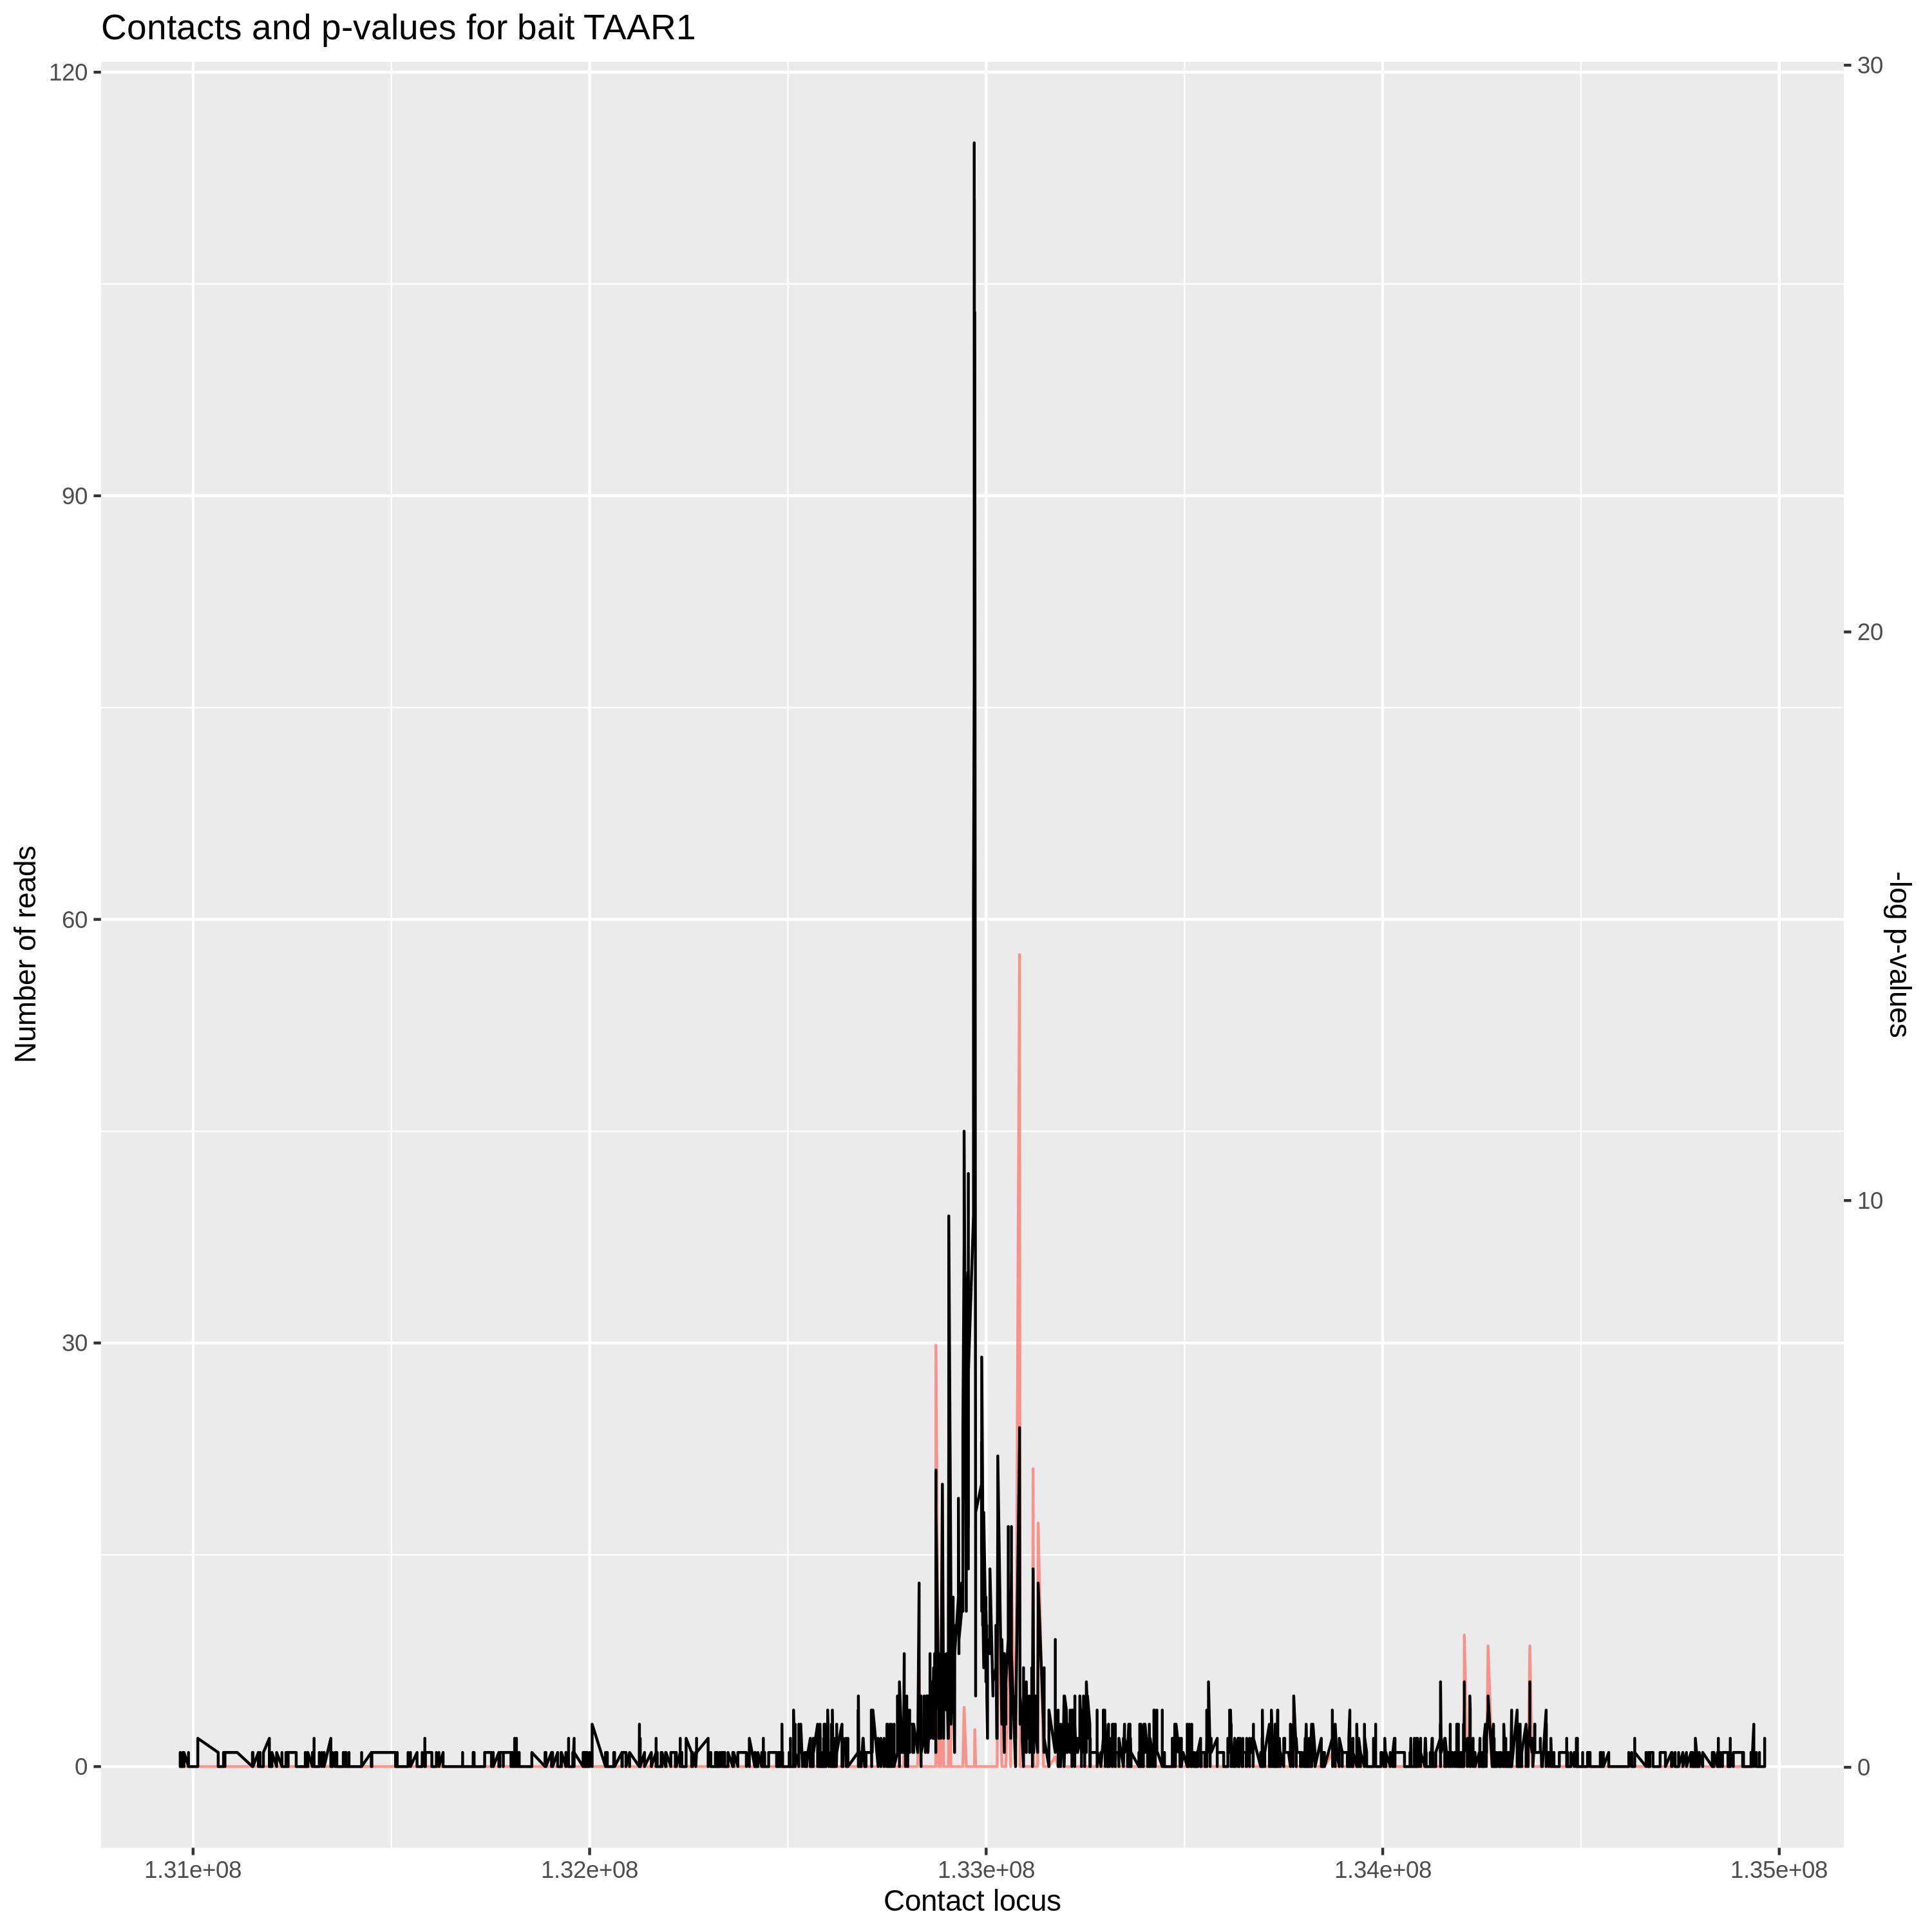 Contacts and p-values for bait TAAR1
120
90
60
30
0
Number of reads
30
20
10
0
-log p-values
1.31e+08
1.32e+08
1.33e+08
1.34e+08
1.35e+08
Contact locus